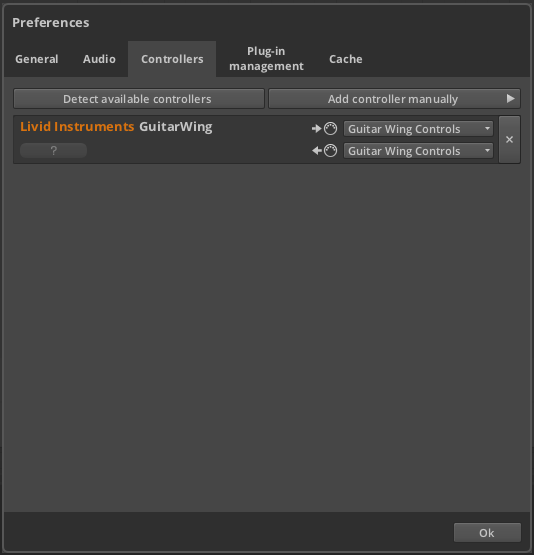 Preferences
General
Audio
Controllers
Plug-in
management
Cache
Detect available controllers
Add controller manually
Livid Instruments GuitarWing
Guitar Wing Controls
?
Guitar Wing Controls
Ok